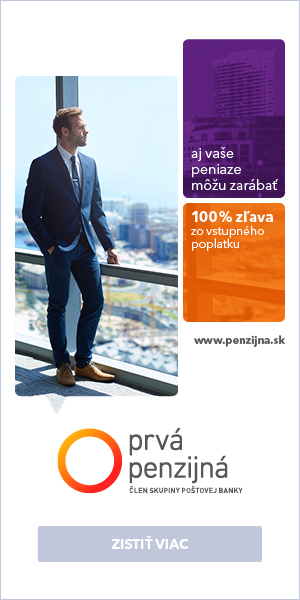 aj vaše
peniaze
môžu zarábať
100% zľava
zo vstupného
poplatku
www.penzijna.sk
prvá
penzijná
ČLEN SKUPINY POŠTOVEJ BANKY
ZISTIŤ VIAC